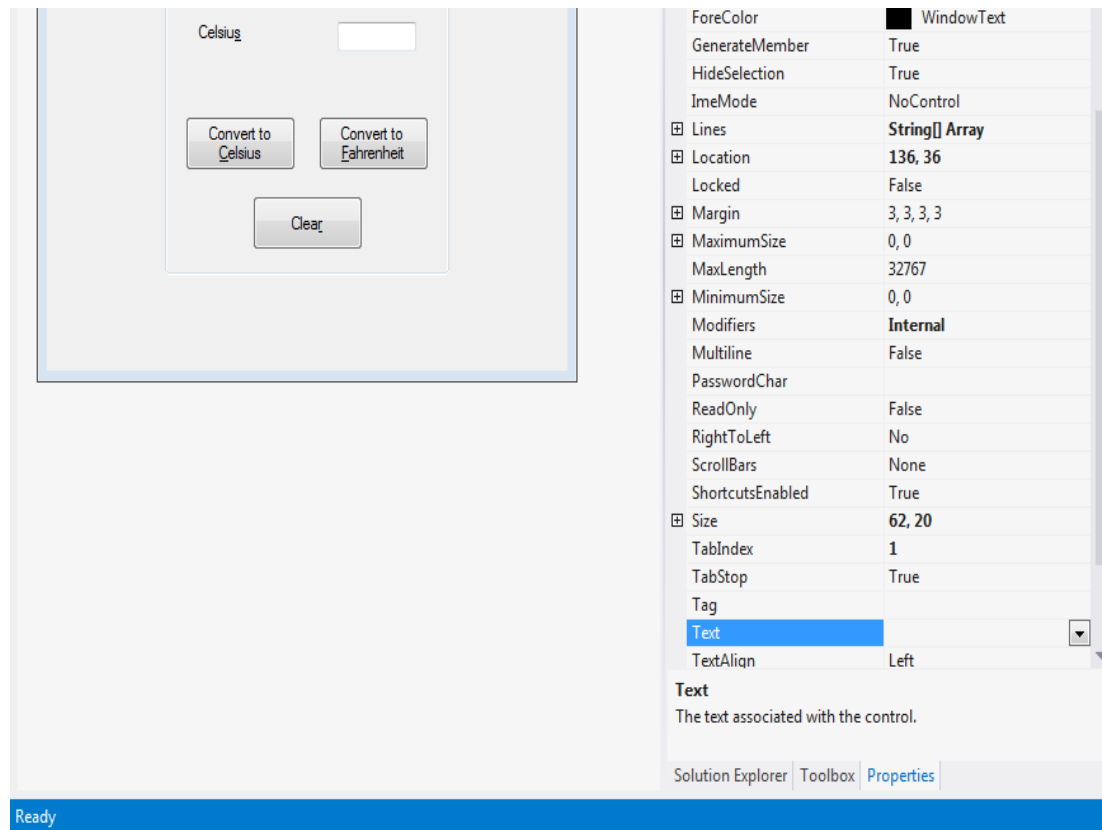 Celsius
Convert to
Celsius
Convert to
Fahrenheit
Clear
ForeColor WindowText
GenerateMember True
HideSelection True
ImeMode NoControl
Lines String[] Array
Location 136, 36
Locked False
Margin 3, 3, 3, 3
MaximumSize 0, 0
MaxLength 32767
MinimumSize 0, 0
Modifiers Internal
Multiline False
PasswordChar
ReadOnly False
RightToLeft No
ScrollBars None
ShortcutsEnabled True
Size 62, 20
TabIndex 1
TabStop True
Tag
Text
TextAlign Left
Text
The text associated with the control.
Solution Explorer Toolbox Properties
Ready